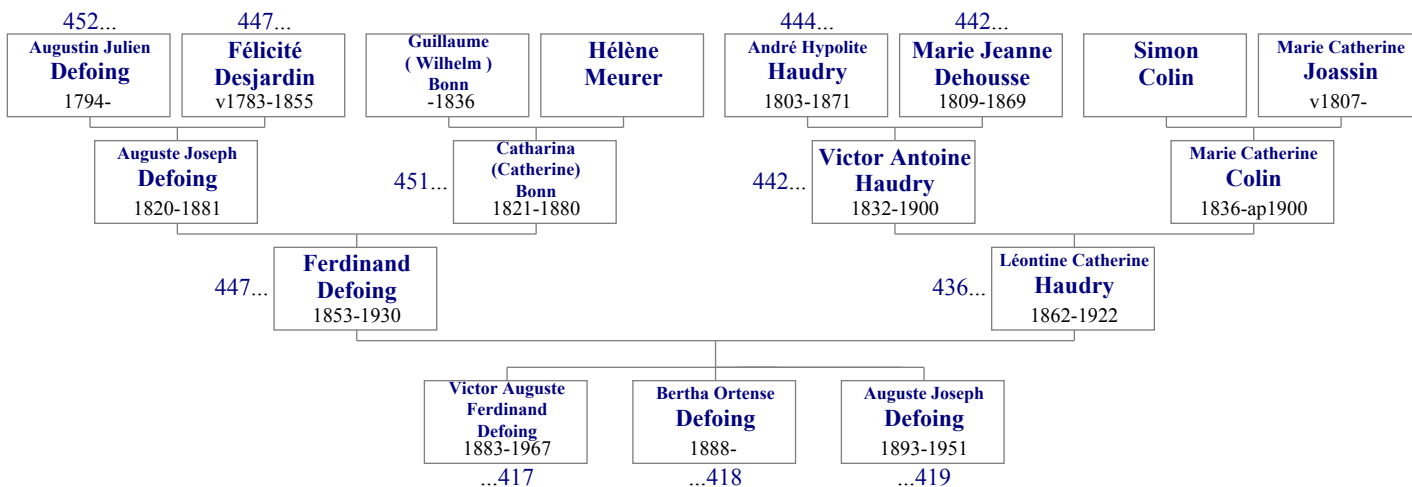 452...
447...
444...
442...
Augustin Julien
Defoing
1794-
Félicité
Desjardin
v1783-1855
Guillaume
( Wilhelm )
Bonn
-1836
Hélène
Meurer
André Hypolite
Haudry
1803-1871
Marie Jeanne
Dehousse
1809-1869
Simon
Colin
Marie Catherine
Joassin
v1807-
Auguste Joseph
Defoing
1820-1881
451...
Catharina
(Catherine)
Bonn
1821-1880
442...
Victor Antoine
Haudry
1832-1900
Marie Catherine
Colin
1836-ap1900
447...
Ferdinand
Defoing
1853-1930
436...
Léontine Catherine
Haudry
1862-1922
Victor Auguste
Ferdinand
Defoing
1883-1967
...417
Bertha Ortense
Defoing
1888-
...418
Auguste Joseph
Defoing
1893-1951
...419